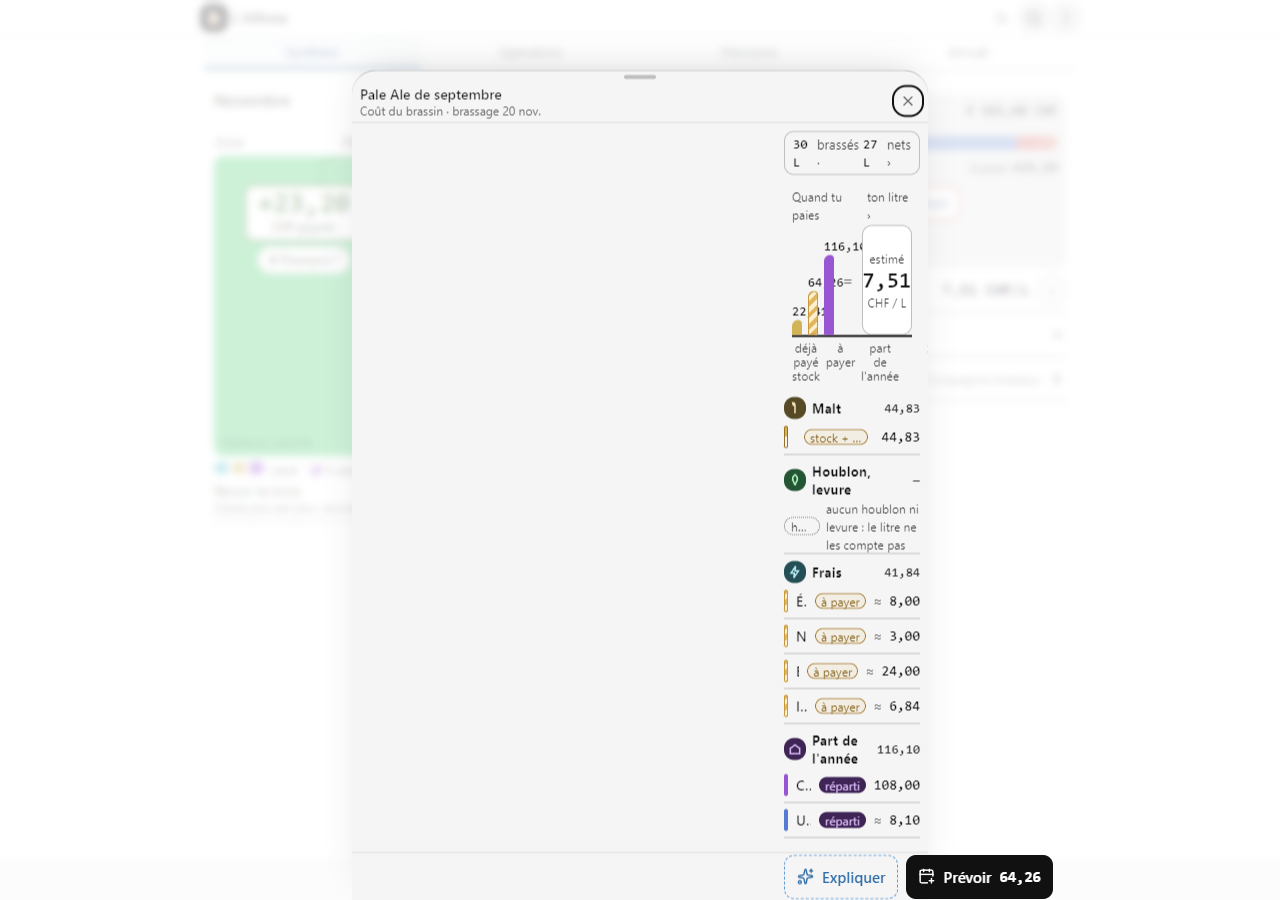 Pale Ale de septembre
Coût du brassin · brassage 20 nov.
30 L brassés · 27 L nets ›
Quand tu paies
ton litre ›
116,10
64,26 =
22,41
estimé
7,51
CHF / L
déjà payé stock
à payer
part de l'année
Malt 44,83
stock + ... 44,83
Houblon, levure –
h... aucun houblon ni
levure : le litre ne
les compte pas
Frais 41,84
É. à payer ≈ 8,00
N à payer ≈ 3,00
à payer ≈ 24,00
I.. à payer ≈ 6,84
Part de l'année 116,10
C.. réparti 108,00
U.. réparti ≈ 8,10
Expliquer
Prévoir 64,26